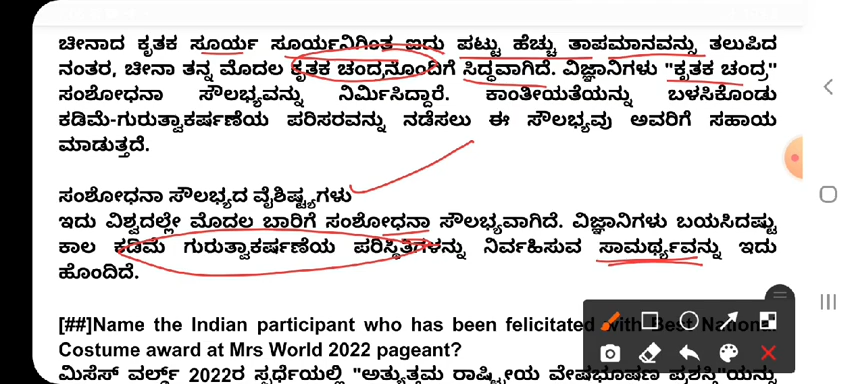 ಚೀನಾದ ಕೃತಕ ಸೂರ್ಯ ಸೂರ್ಯನಿಗಿಂತ ಐದು ಪಟ್ಟು ಹೆಚ್ಚು ತಾಪಮಾನವನ್ನು ತಲುಪಿದ
ನಂತರ, ಚೀನಾ ತನ್ನ ಮೊದಲ ಕೃತಕ ಚಂದ್ರನೊಂದಿಗೆ ಸಿದ್ಧವಾಗಿದೆ. ವಿಜ್ಞಾನಿಗಳು "ಕೃತಕ ಚಂದ್ರ"
ಸಂಶೋಧನಾ ಸೌಲಭ್ಯವನ್ನು ನಿರ್ಮಿಸಿದ್ದಾರೆ. ಕಾಂತೀಯತೆಯನ್ನು ಬಳಸಿಕೊಂಡು
ಕಡಿಮೆ-ಗುರುತ್ವಾಕರ್ಷಣೆಯ ಪರಿಸರವನ್ನು ನಡೆಸಲು ಈ ಸೌಲಭ್ಯವು ಅವರಿಗೆ ಸಹಾಯ
ಮಾಡುತ್ತದೆ.
ಸಂಶೋಧನಾ ಸೌಲಭ್ಯದ ವೈಶಿಷ್ಟ್ಯಗಳು
ಇದು ವಿಶ್ವದಲ್ಲೇ ಮೊದಲ ಬಾರಿಗೆ ಸಂಶೋಧನಾ ಸೌಲಭ್ಯವಾಗಿದೆ. ವಿಜ್ಞಾನಿಗಳು ಬಯಸಿದಷ್ಟು
ಕಾಲ ಕಡಿಮೆ ಗುರುತ್ವಾಕರ್ಷಣೆಯ ಪರಿಸ್ಥಿತಿಗಳನ್ನು ನಿರ್ವಹಿಸುವ ಸಾಮರ್ಥ್ಯವನ್ನು ಇದು
ಹೊಂದಿದೆ.
[##]Name the Indian participant who has been felicitated with Best National
Costume award at Mrs World 2022 pageant?
ಮಿಸೆಸ್ ವರ್ಲ್ಡ್ 2022ರ ಸ್ಪರ್ಧೆಯಲ್ಲಿ "ಅತ್ಯುತ್ತಮ ರಾಷ್ಟ್ರೀಯ ವೇಷಭೂಷಣ ಪ್ರಶಸ್ತಿ"ಯನ್ನು